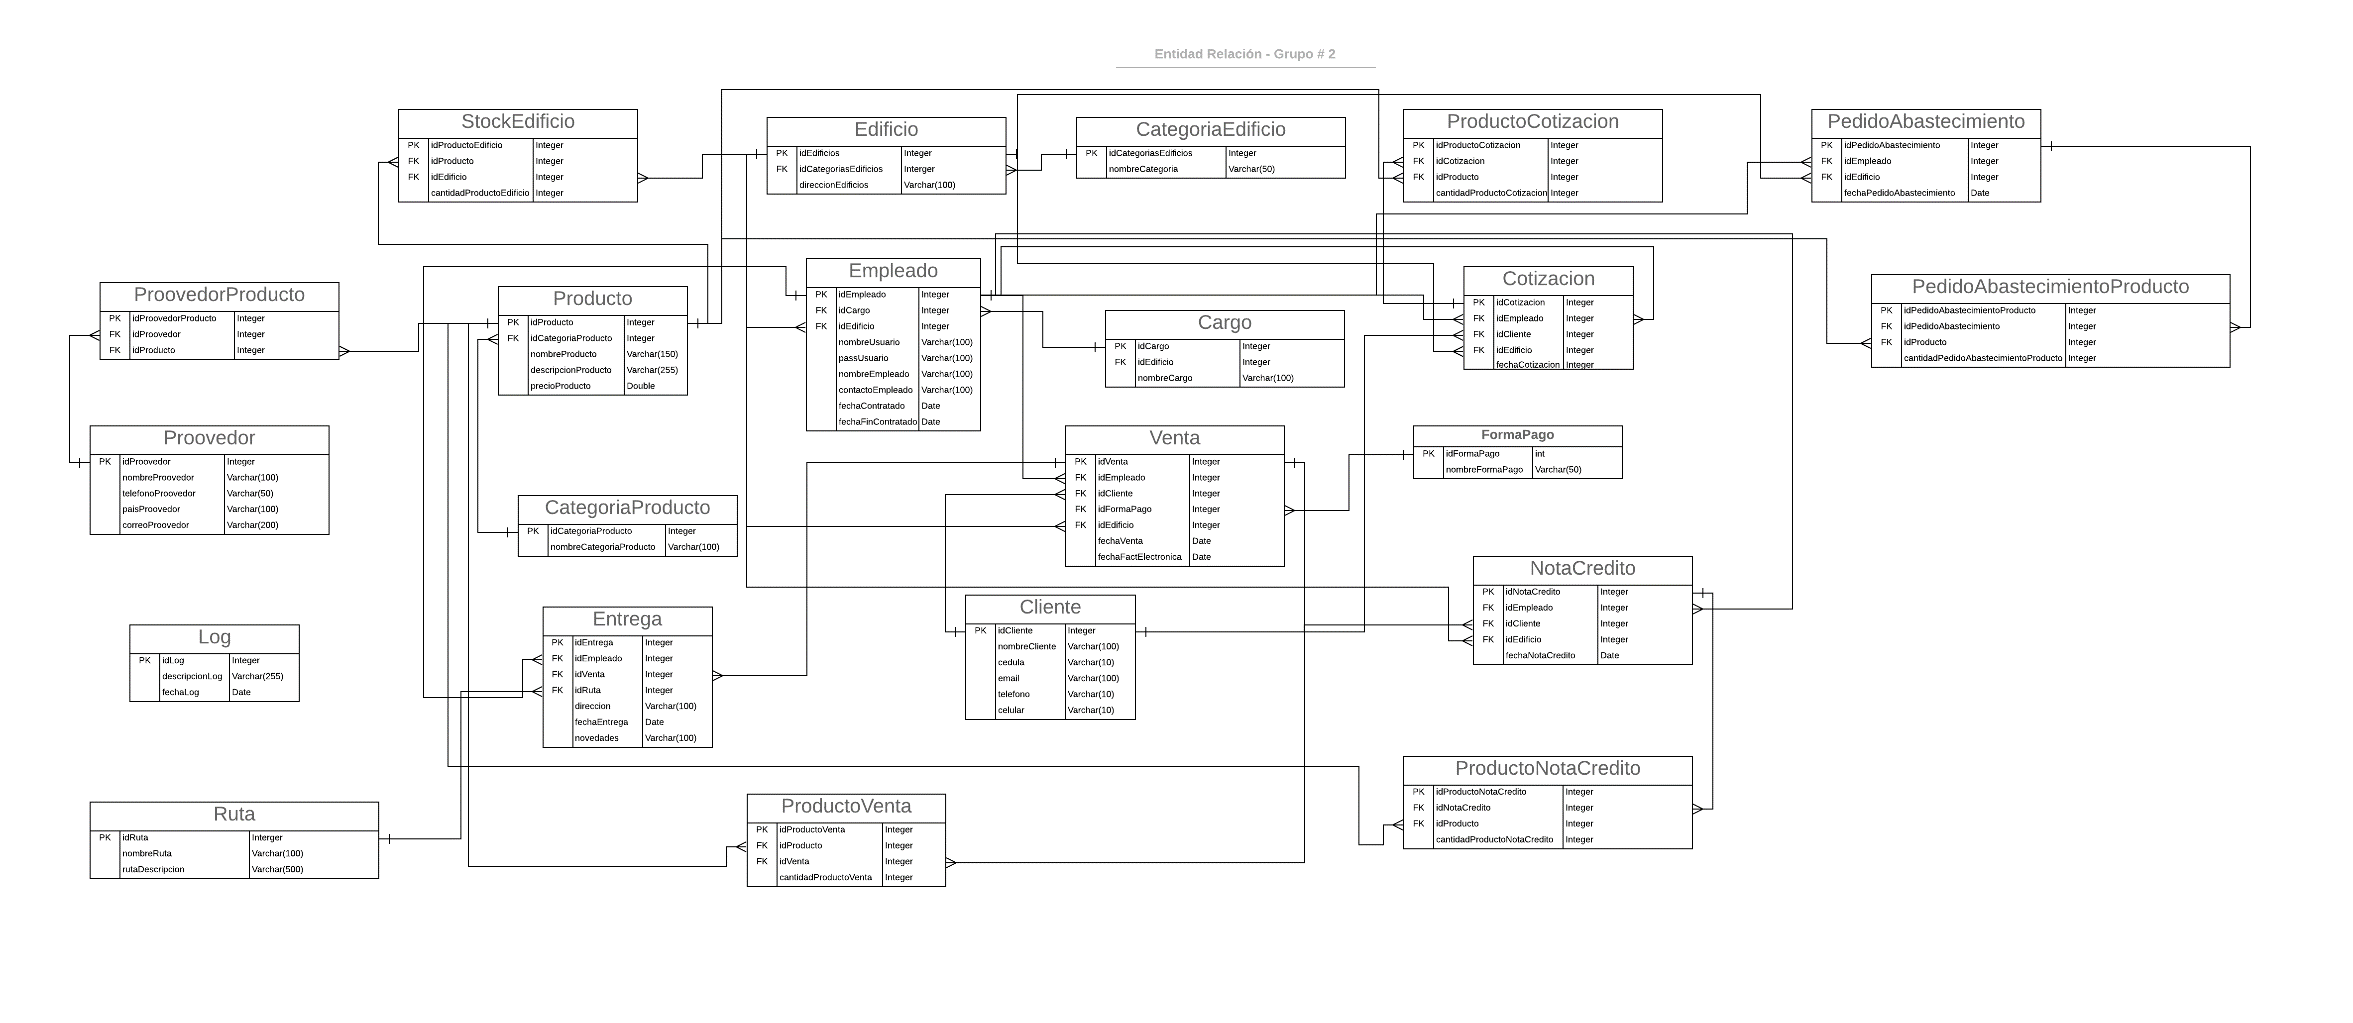 Entidad Relación - Grupo # 2
StockEdificio
PK idProductoEdificio Integer
FK idProducto Integer
FK idEdificio Integer
cantidadProductoEdificio Integer
Edificio
PK idEdificios Integer
FK idCategoriasEdificios Interger
direccionEdificios Varchar(100)
CategoriaEdificio
PK idCategoriasEdificios Integer
nombreCategoria Varchar(50)
ProductoCotizacion
PK idProductoCotizacion Integer
FK idCotizacion Integer
FK idProducto Integer
cantidadProductoCotizacion Integer
PedidoAbastecimiento
PK idPedidoAbastecimiento Integer
FK idEmpleado Integer
FK idEdificio Integer
fechaPedidoAbastecimiento Date
ProovedorProducto
PK idProovedorProducto Integer
FK idProovedor Integer
FK idProducto Integer
Producto
PK idProducto Integer
FK idCategoriaProducto Integer
nombreProducto Varchar(150)
descripcionProducto Varchar(255)
precioProducto Double
Empleado
PK idEmpleado Integer
FK idCargo Integer
FK idEdificio Integer
nombreUsuario Varchar(100)
passUsuario Varchar(100)
nombreEmpleado Varchar(100)
contactoEmpleado Varchar(100)
fechaContratado Date
fechaFinContratado Date
Cargo
PK idCargo Integer
FK idEdificio Integer
nombreCargo Varchar(100)
Cotizacion
PK idCotizacion Integer
FK idEmpleado Integer
FK idCliente Integer
FK idEdificio Integer
fechaCotizacion Integer
PedidoAbastecimientoProducto
PK idPedidoAbastecimientoProducto Integer
FK idPedidoAbastecimiento Integer
FK idProducto Integer
cantidadPedidoAbastecimientoProducto Integer
Proovedor
PK idProovedor Integer
nombreProovedor Varchar(100)
telefonoProovedor Varchar(50)
paisProovedor Varchar(100)
correoProovedor Varchar(200)
CategoriaProducto
PK idCategoriaProducto Integer
nombreCategoriaProducto Varchar(100)
Venta
PK idVenta Integer
FK idEmpleado Integer
FK idCliente Integer
FK idFormaPago Integer
FK idEdificio Integer
fechaVenta Date
fechaFactElectronica Date
FormaPago
PK idFormaPago int
nombreFormaPago Varchar(50)
Log
PK idLog Integer
descripcionLog Varchar(255)
fechaLog Date
Entrega
PK idEntrega Integer
FK idEmpleado Integer
FK idVenta Integer
FK idRuta Integer
direccion Varchar(100)
fechaEntrega Date
novedades Varchar(100)
Cliente
PK idCliente Integer
nombreCliente Varchar(100)
cedula Varchar(10)
email Varchar(100)
telefono Varchar(10)
celular Varchar(10)
NotaCredito
PK idNotaCredito Integer
FK idEmpleado Integer
FK idCliente Integer
FK idEdificio Integer
fechaNotaCredito Date
Ruta
PK idRuta Interger
nombreRuta Varchar(100)
rutaDescripcion Varchar(500)
ProductoVenta
PK idProductoVenta Integer
FK idProducto Integer
FK idVenta Integer
cantidadProductoVenta Integer
ProductoNotaCredito
PK idProductoNotaCredito Integer
FK idNotaCredito Integer
FK idProducto Integer
cantidadProductoNotaCredito Integer